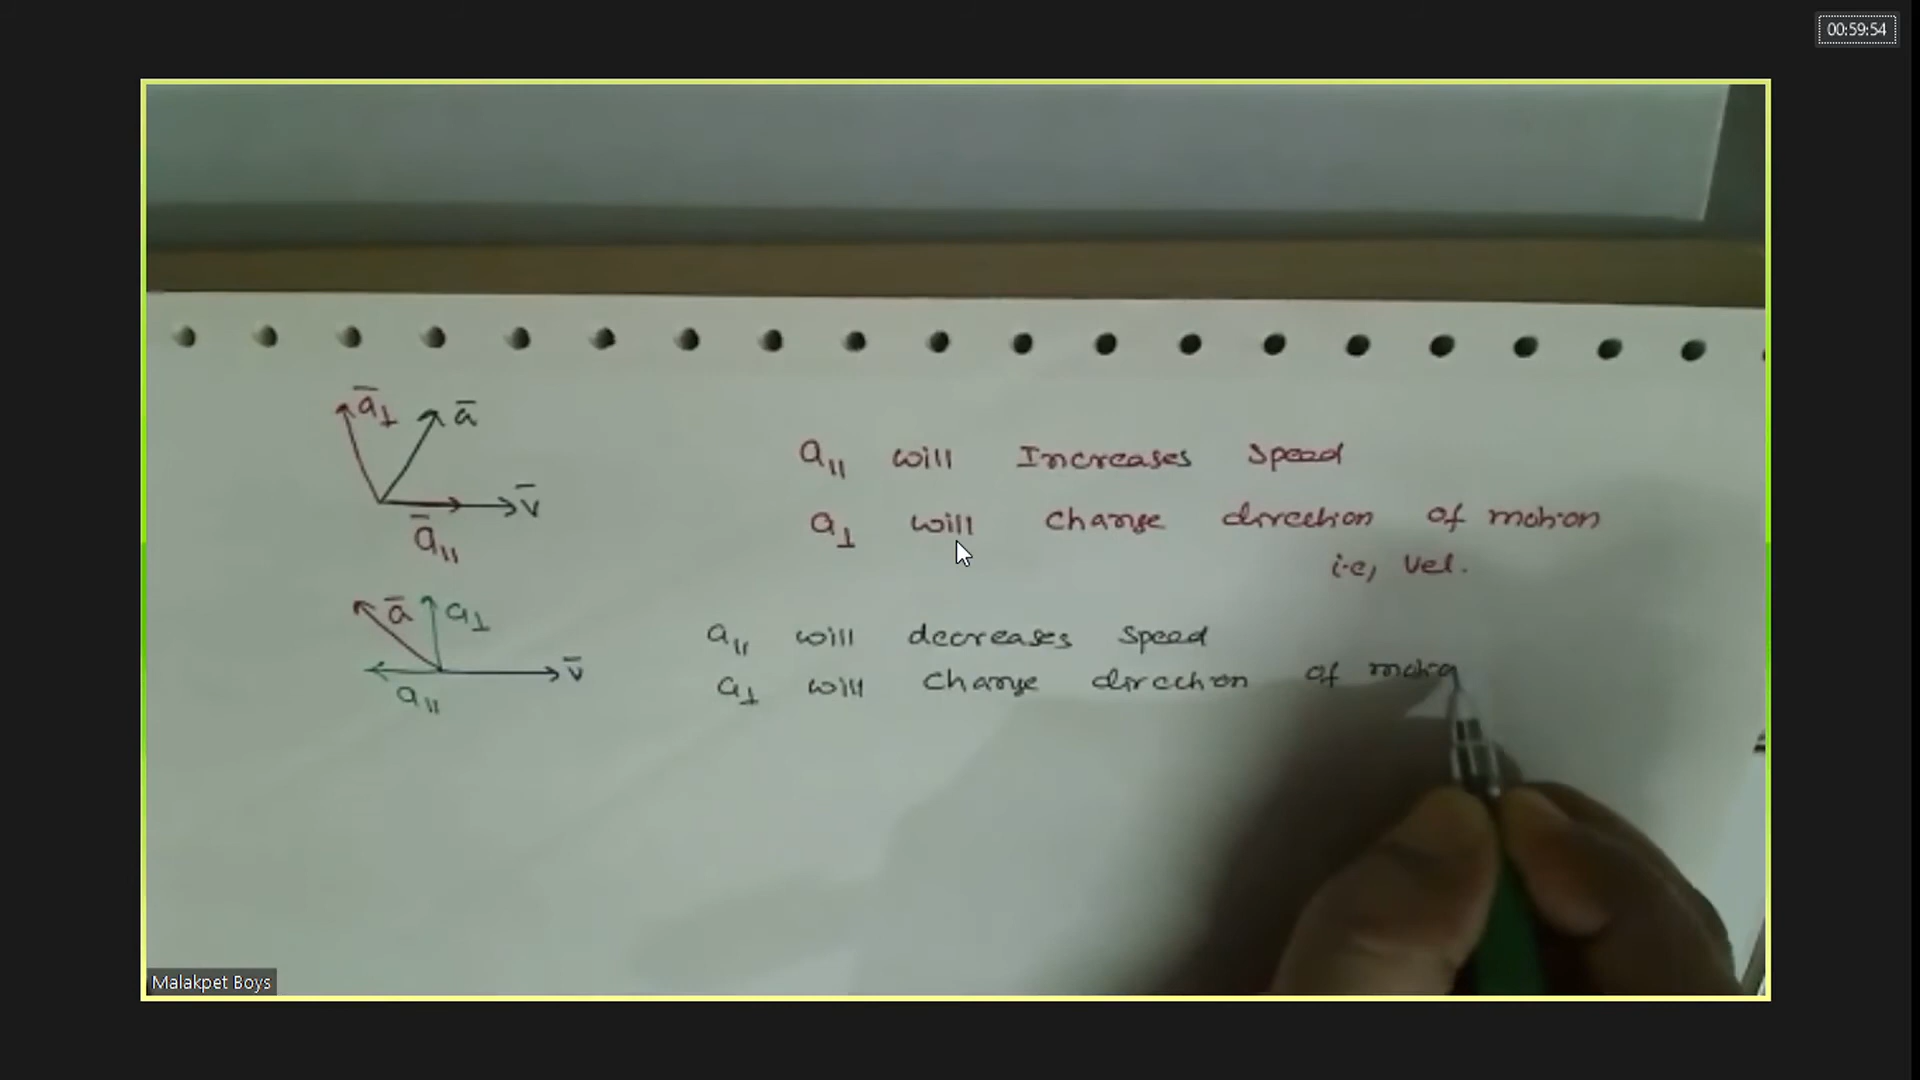 00:59:54
a̅⊥ a̅
v̅
a̅||
a|| will Increases speed
a⊥ will change direction of motion
i.e, vel.
a̅ a⊥
v̅
a||
a|| will decreases speed
a⊥ will change direction of motio
Malakpet Boys